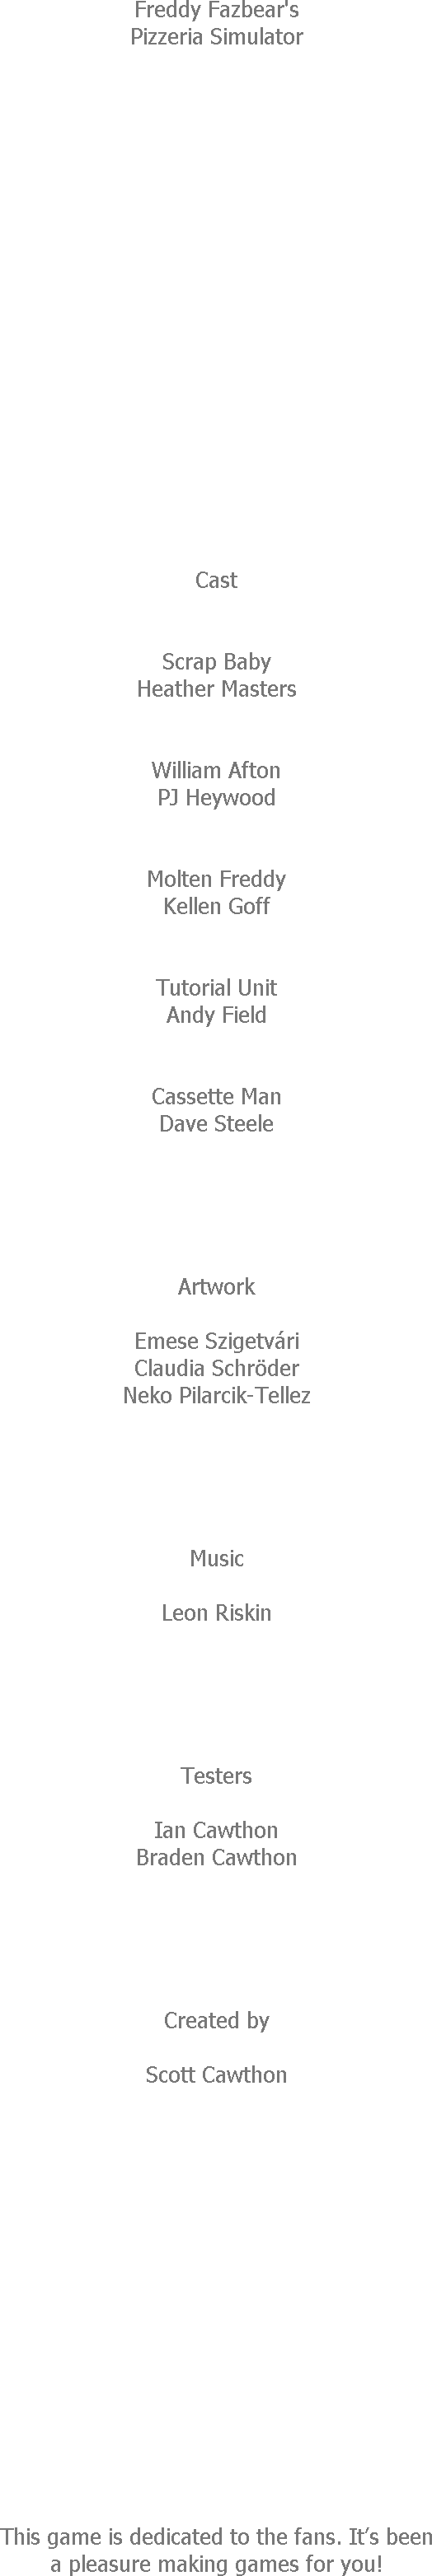 Freddy Fazbear's
Pizzeria Simulator
Cast
Scrap Baby
Heather Masters
William Afton
PJ Heywood
Molten Freddy
Kellen Goff
Tutorial Unit
Andy Field
Cassette Man
Dave Steele
Artwork
Emese Szigetvári
Claudia Schröder
Neko Pilarcik-Tellez
Music
Leon Riskin
Testers
Ian Cawthon
Braden Cawthon
Created by
Scott Cawthon
This game is dedicated to the fans. It’s been
a pleasure making games for you!